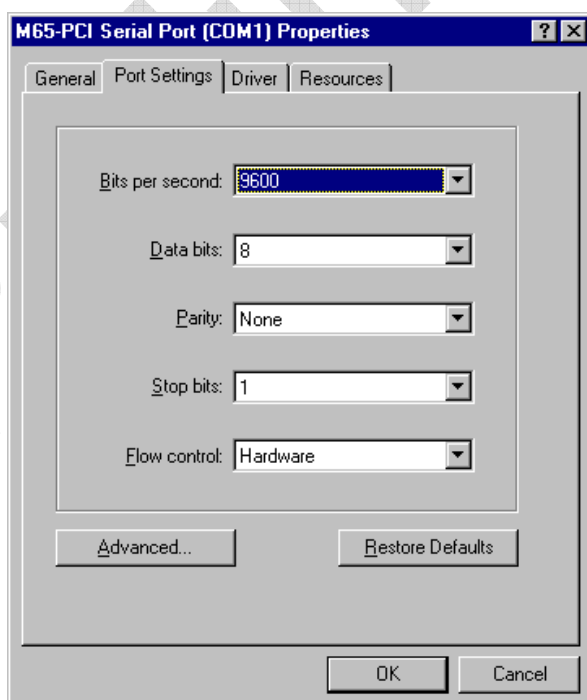 M65-PCI Serial Port (COM1) Properties
General Port Settings Driver Resources
Bits per second: 9600
Data bits: 8
Parity: None
Stop bits: 1
Flow control: Hardware
Advanced... Restore Defaults
OK Cancel